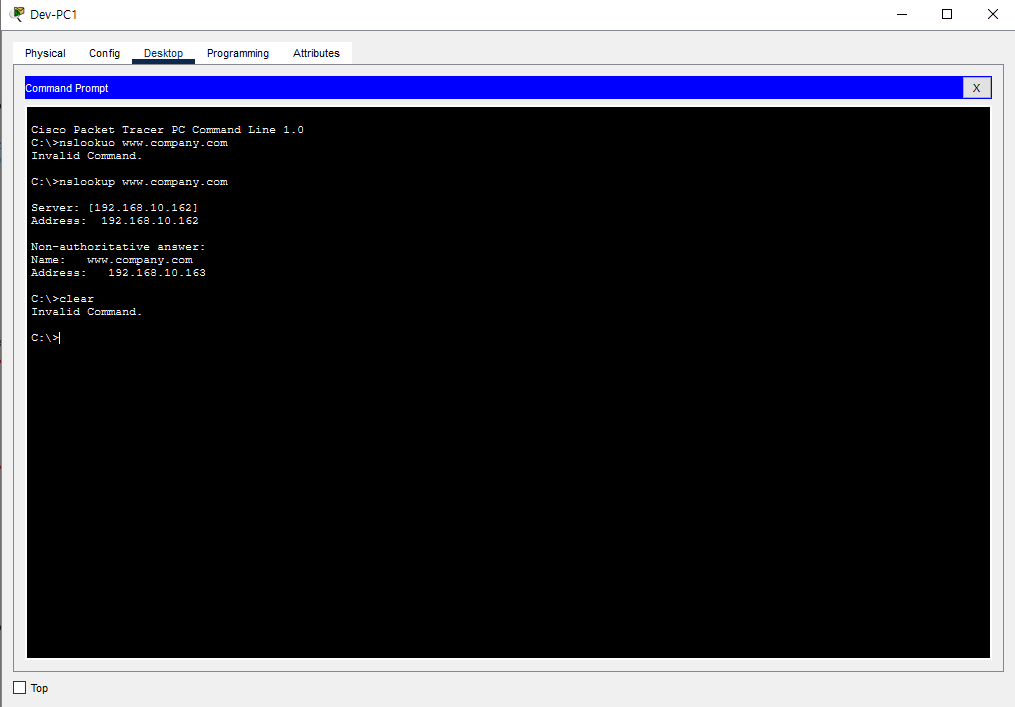 Dev-PC1
Physical Config Desktop Programming Attributes
Command Prompt X
Cisco Packet Tracer PC Command Line 1.0
C:\>nslookuo www.company.com
Invalid Command.
C:\>nslookup www.company.com
Server: [192.168.10.162]
Address:  192.168.10.162
Non-authoritative answer:
Name:   www.company.com
Address:   192.168.10.163
C:\>clear
Invalid Command.
C:\>
Top